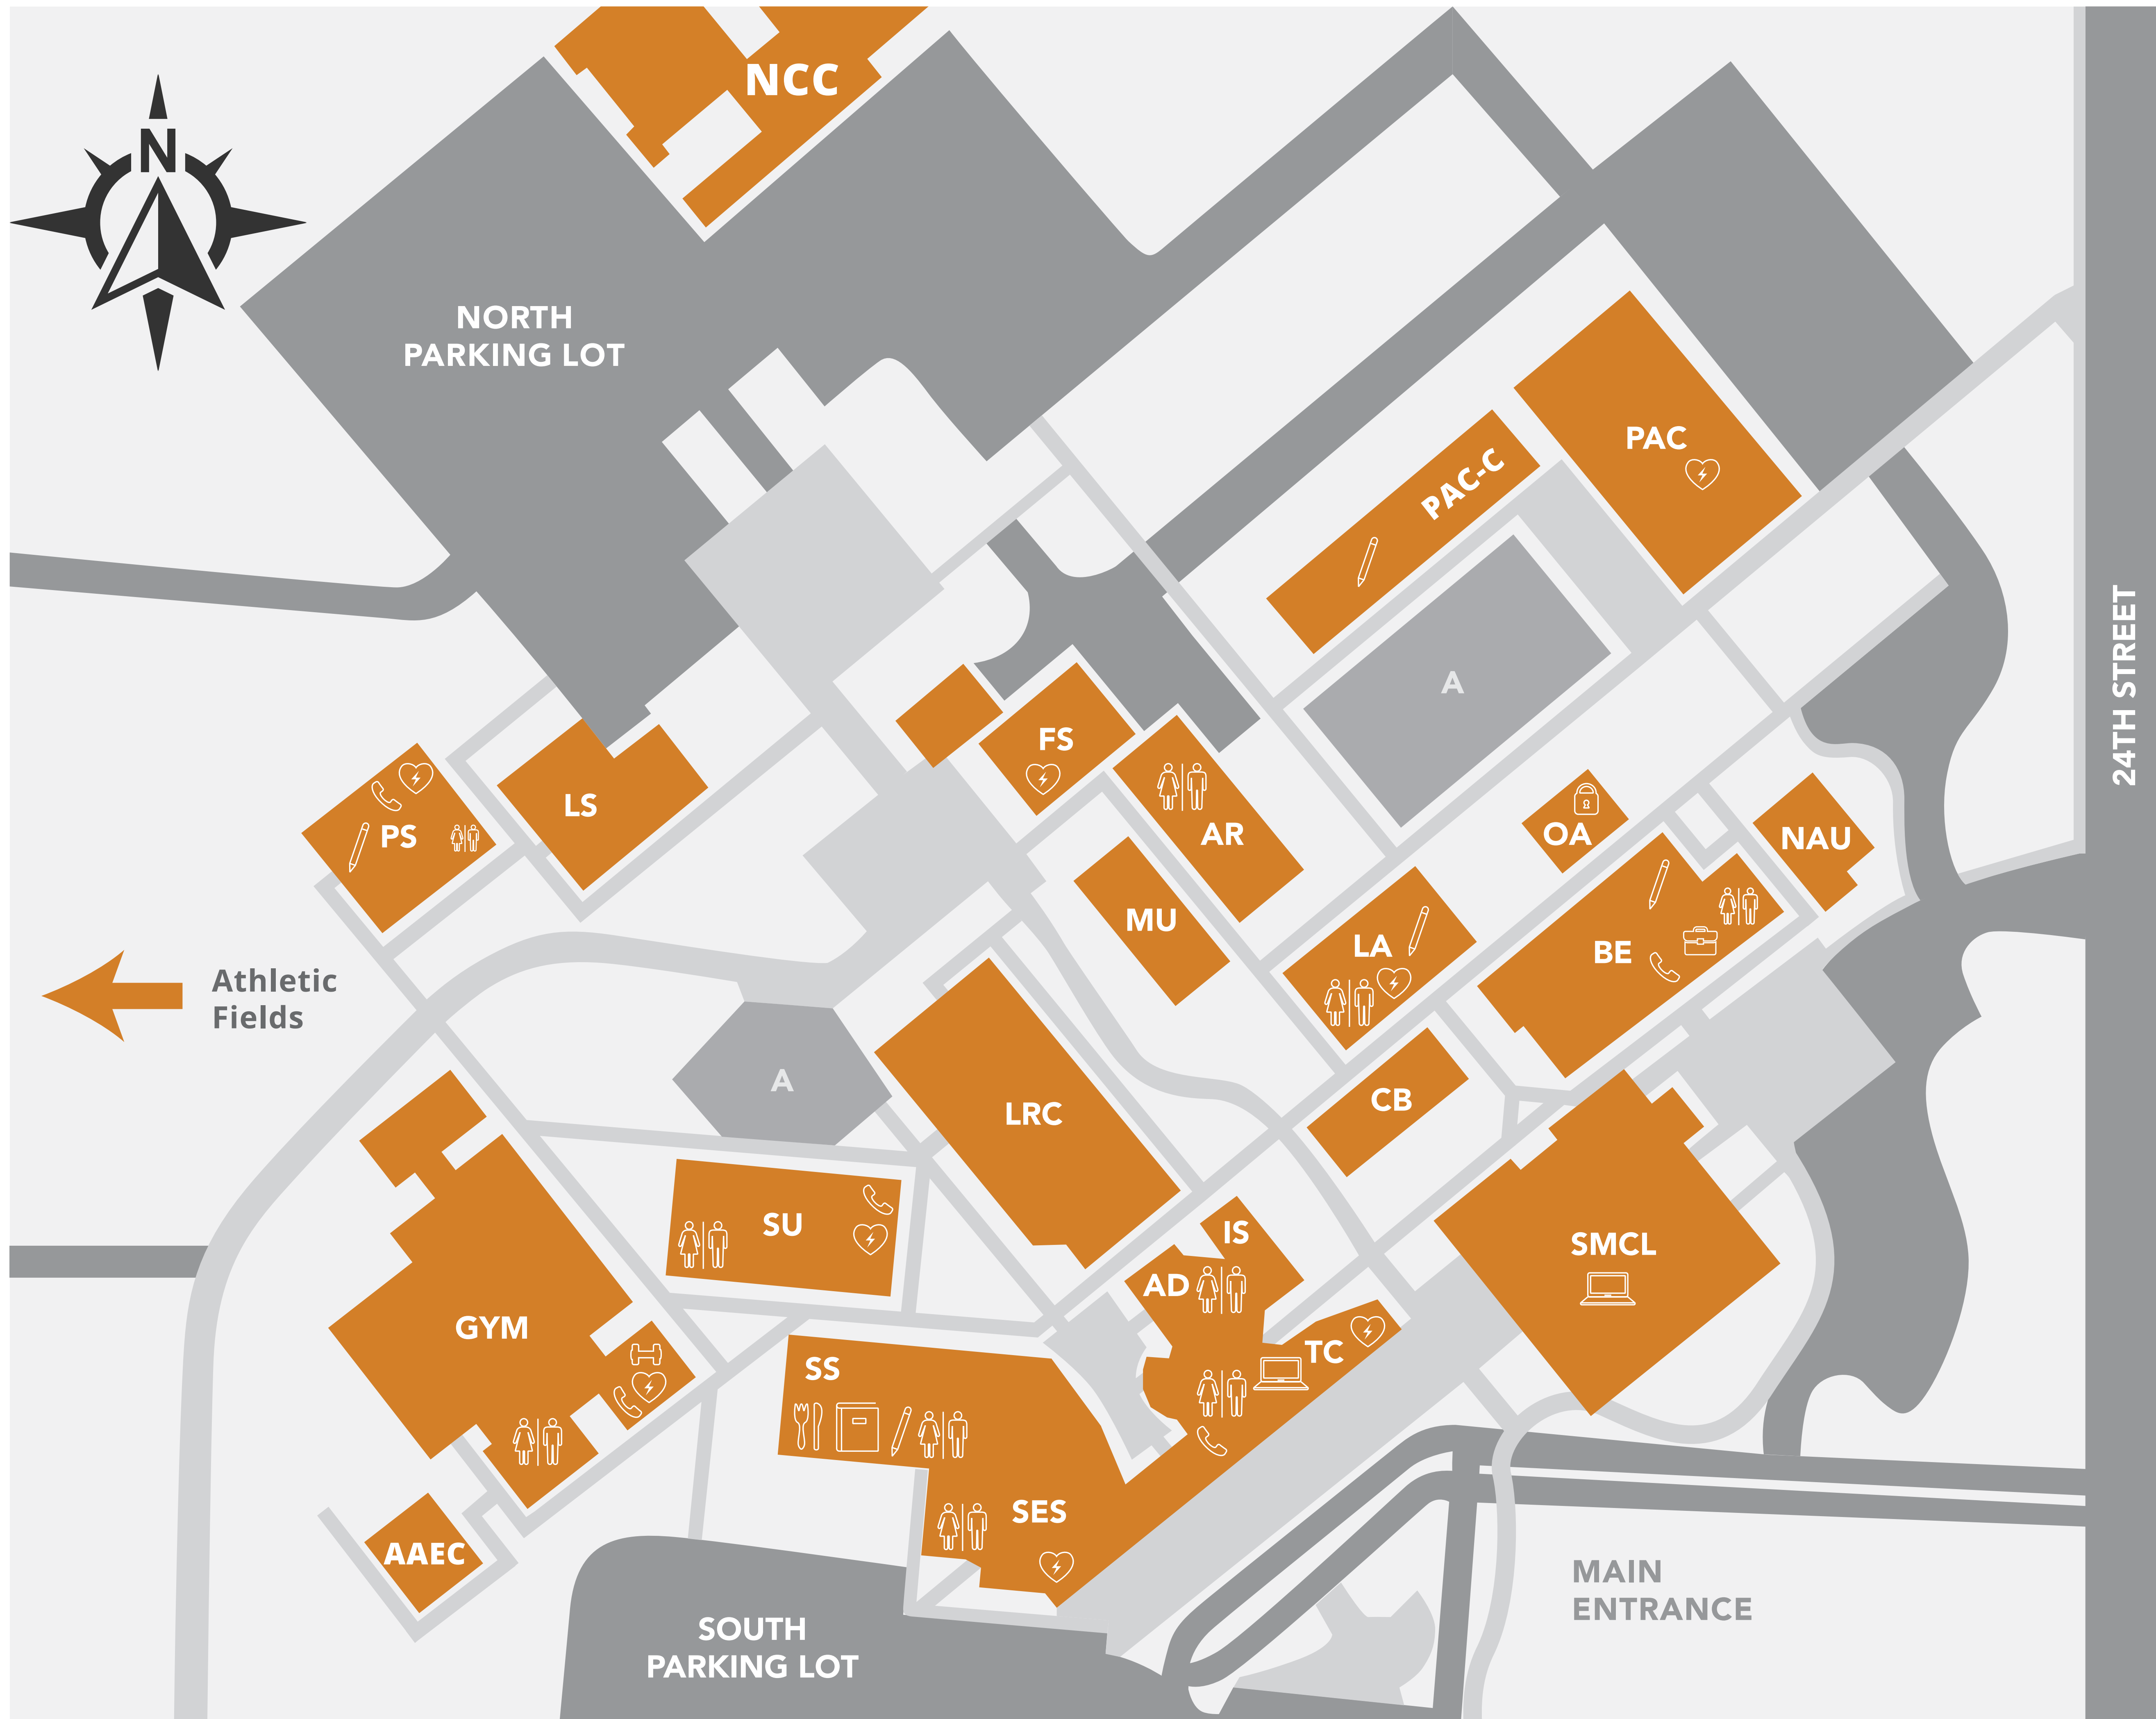 NCC
N
NORTH
PARKING LOT
PAC
PAC-C
24TH STREET
A
FS
LS
PS
AR
OA
NAU
MU
LA
BE
Athletic
Fields
A
LRC
CB
SU
IS
SMCL
AD
GYM
TC
SS
SES
AAEC
MAIN
ENTRANCE
SOUTH
PARKING LOT